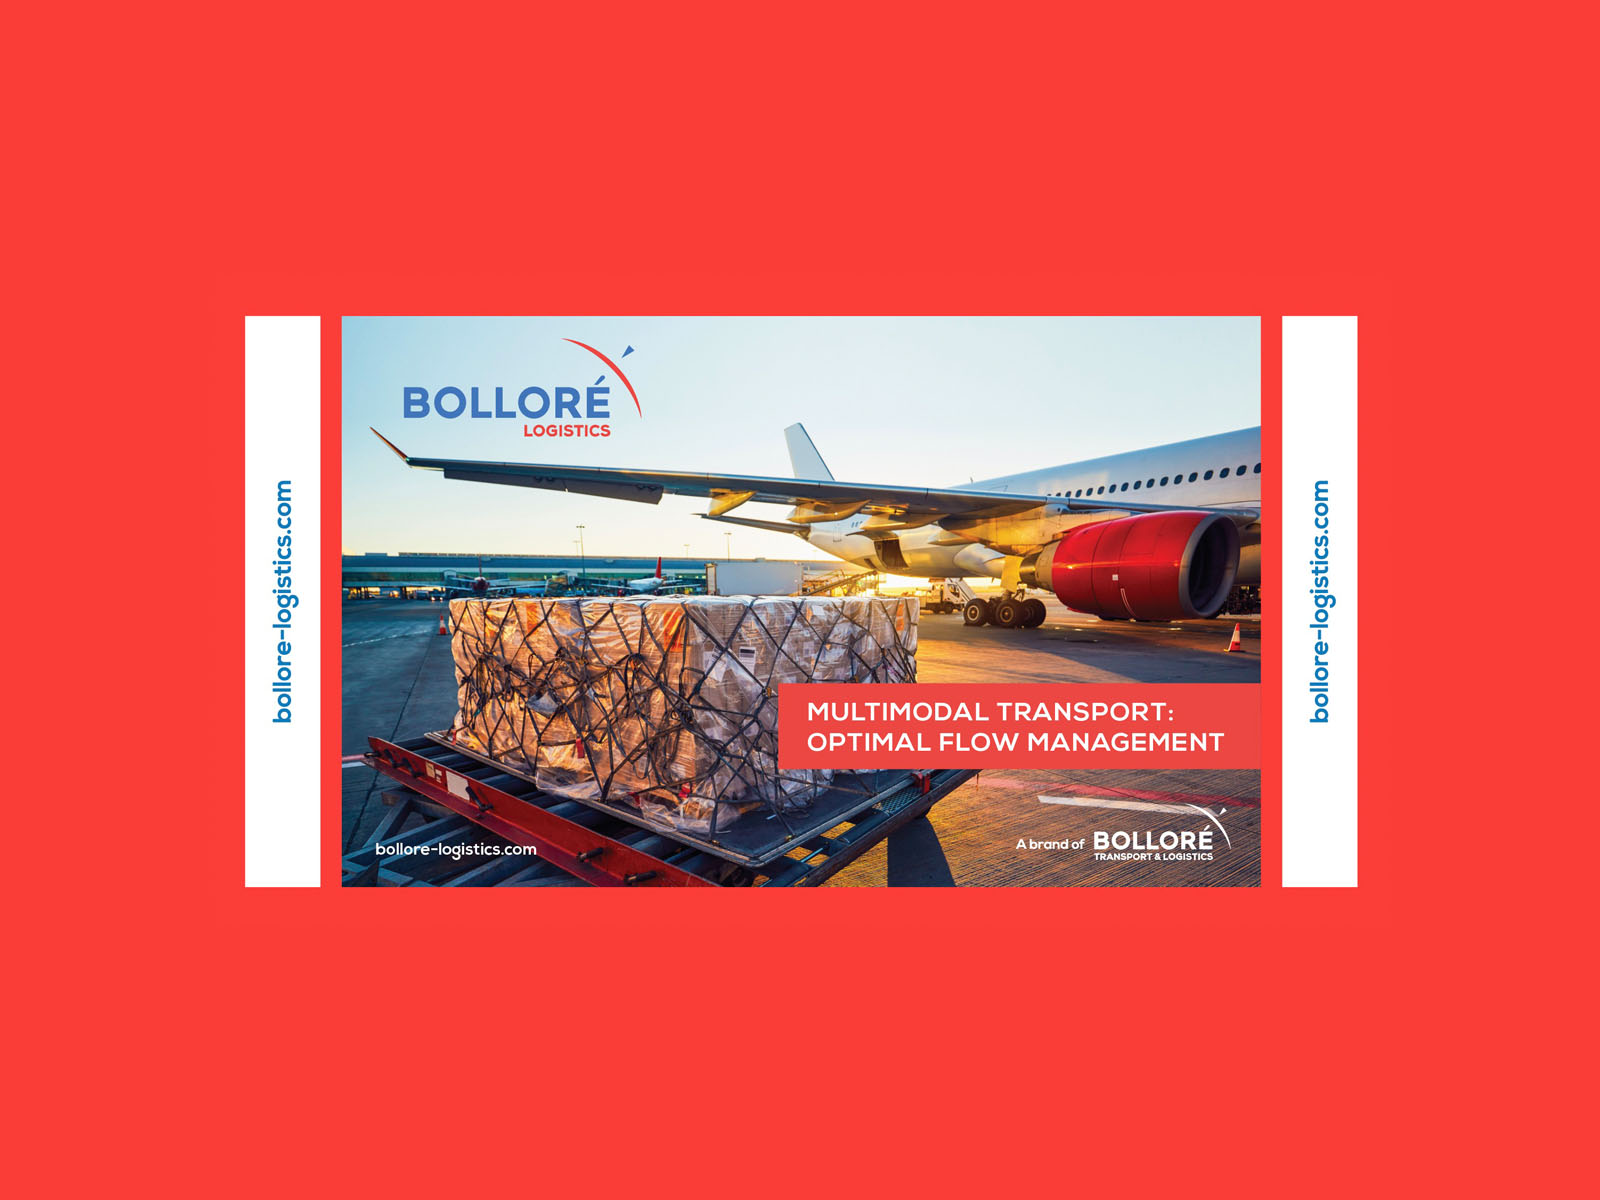 bollore-logistics.com
BOLLORÉ
LOGISTICS
MULTIMODAL TRANSPORT:
OPTIMAL FLOW MANAGEMENT
bollore-logistics.com
A brand of BOLLORÉ
TRANSPORT & LOGISTICS
bollore-logistics.com